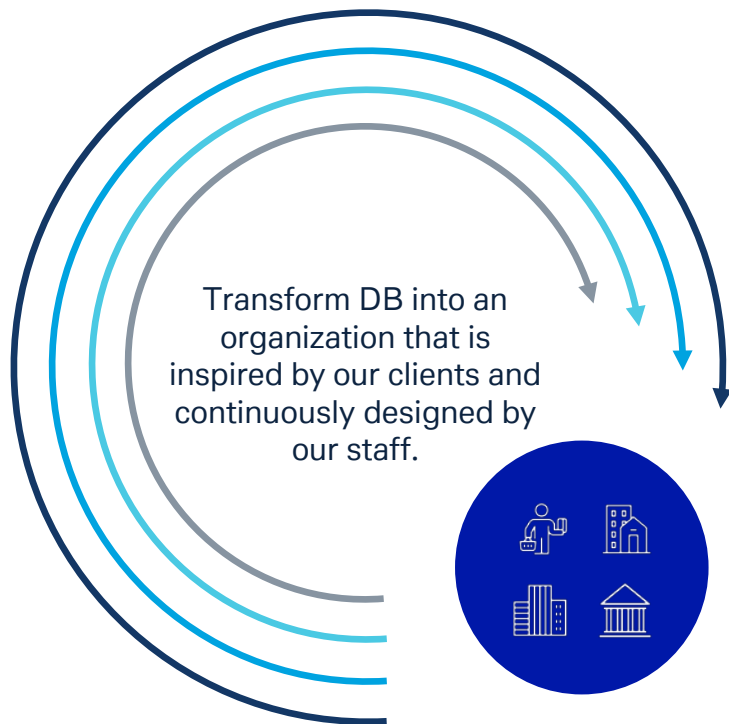 Transform DB into an
organization that is
inspired by our clients and
continuously designed by
our staff.